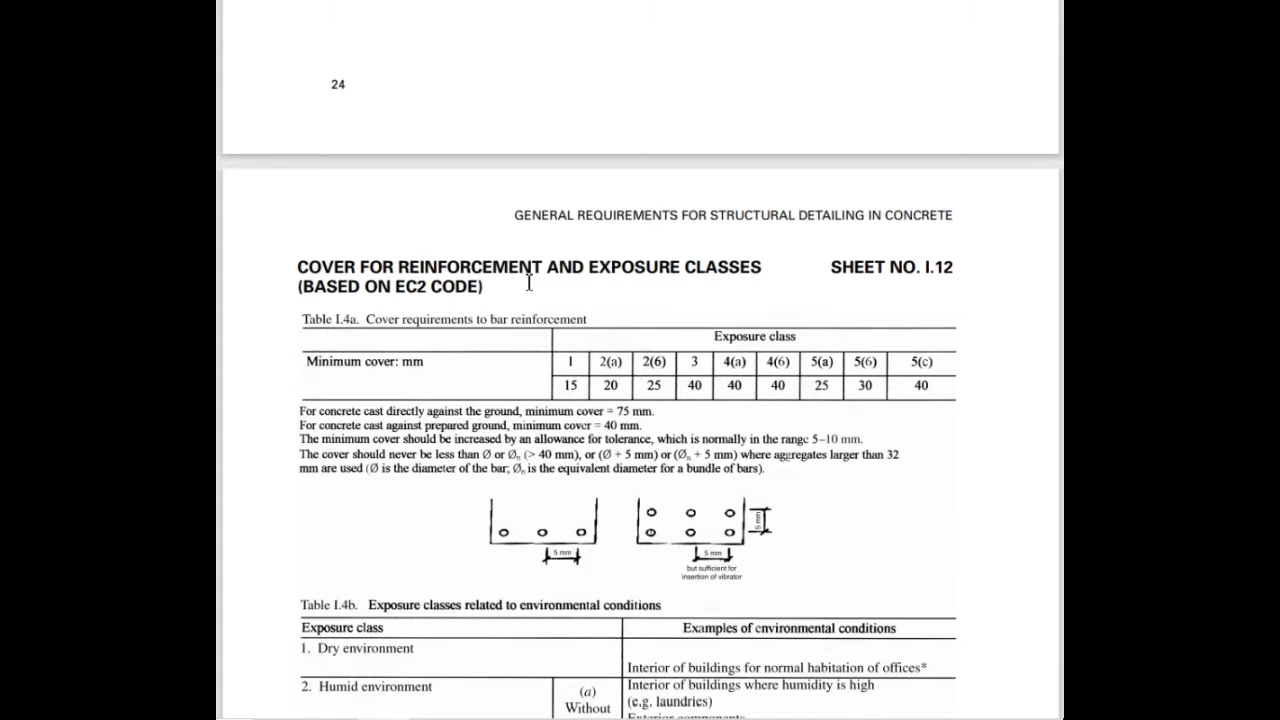 24
GENERAL REQUIREMENTS FOR STRUCTURAL DETAILING IN CONCRETE
COVER FOR REINFORCEMENT AND EXPOSURE CLASSES SHEET NO. I.12
(BASED ON EC2 CODE)
Table I.4a. Cover requirements to bar reinforcement
Exposure class
Minimum cover: mm 1 2(a) 2(6) 3 4(a) 4(6) 5(a) 5(6) 5(c)
15 20 25 40 40 40 25 30 40
For concrete cast directly against the ground, minimum cover = 75 mm.
For concrete cast against prepared ground, minimum cover = 40 mm.
The minimum cover should be increased by an allowance for tolerance, which is normally in the range 5–10 mm.
The cover should never be less than Ø or Øn (> 40 mm), or (Ø + 5 mm) or (Øn + 5 mm) where aggregates larger than 32
mm are used (Ø is the diameter of the bar; Øn is the equivalent diameter for a bundle of bars).
5 mm
5 mm
5 mm
but sufficient for
insertion of vibrator
Table I.4b. Exposure classes related to environmental conditions
Exposure class Examples of environmental conditions
1. Dry environment
Interior of buildings for normal habitation of offices*
2. Humid environment (a) Interior of buildings where humidity is high
Without (e.g. laundries)
Exterior components